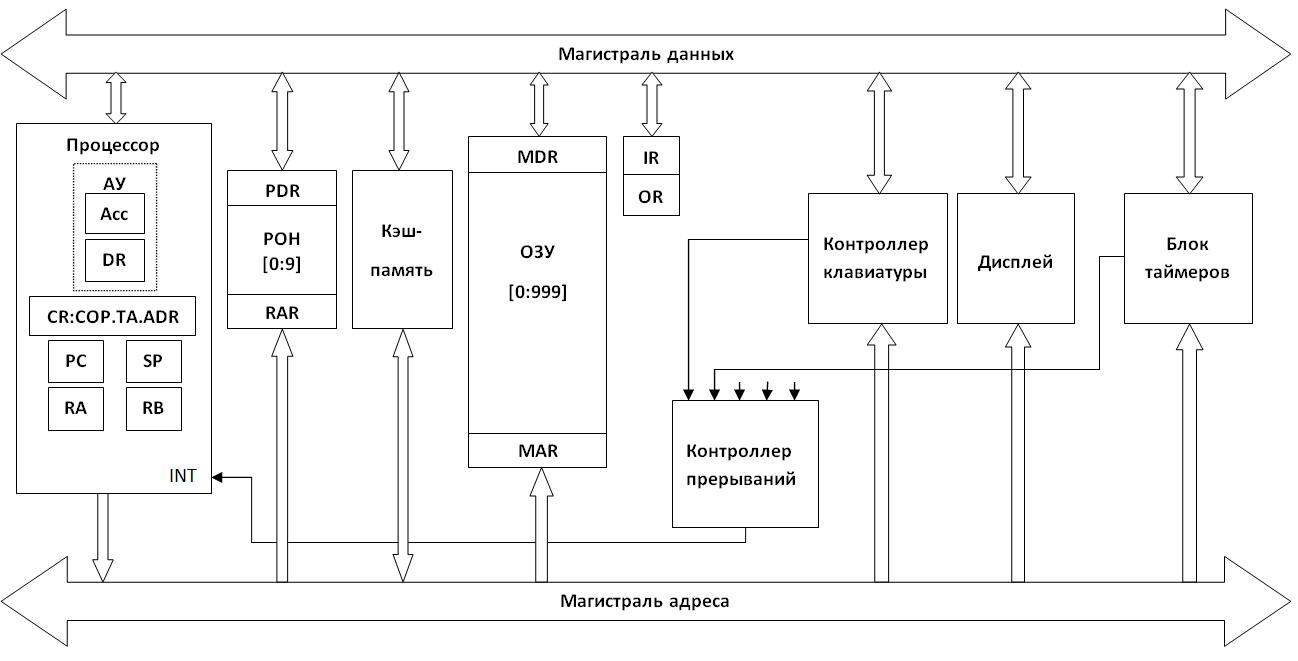 Магистраль данных
Процессор
АУ
Acc
DR
CR:COP.TA.ADR
PC
SP
RA
RB
INT
PDR
РОН
[0:9]
RAR
Кэш-
память
MDR
ОЗУ
[0:999]
MAR
IR
OR
Контроллер
клавиатуры
Дисплей
Блок
таймеров
Контроллер
прерываний
Магистраль адреса